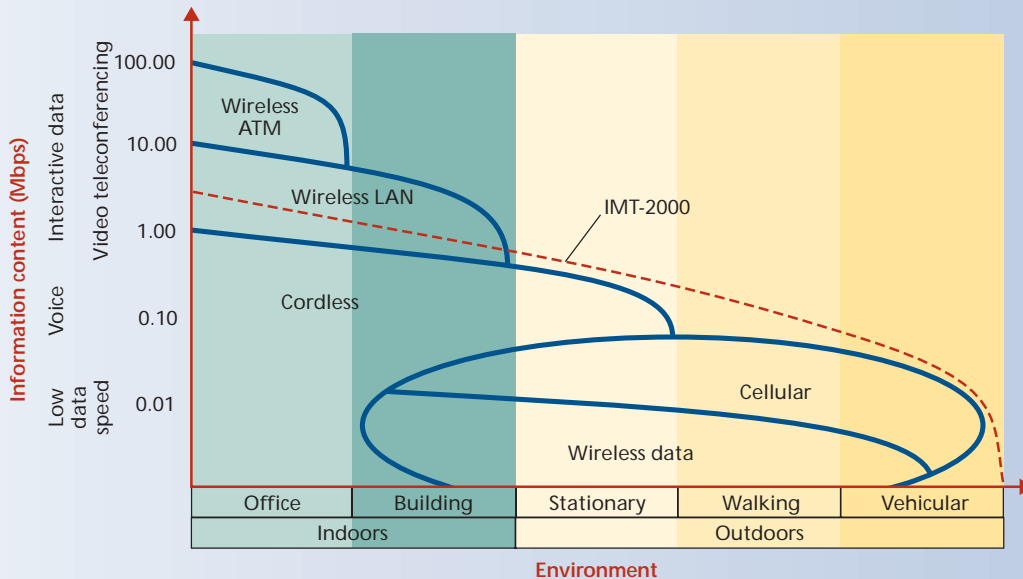 Information content (Mbps)
Interactive data
Video teleconferencing
Voice
Low
data
speed
100.00
10.00
1.00
0.10
0.01
Wireless
ATM
Wireless LAN
IMT-2000
Cordless
Cellular
Wireless data
Office
Building
Stationary
Walking
Vehicular
Indoors
Outdoors
Environment